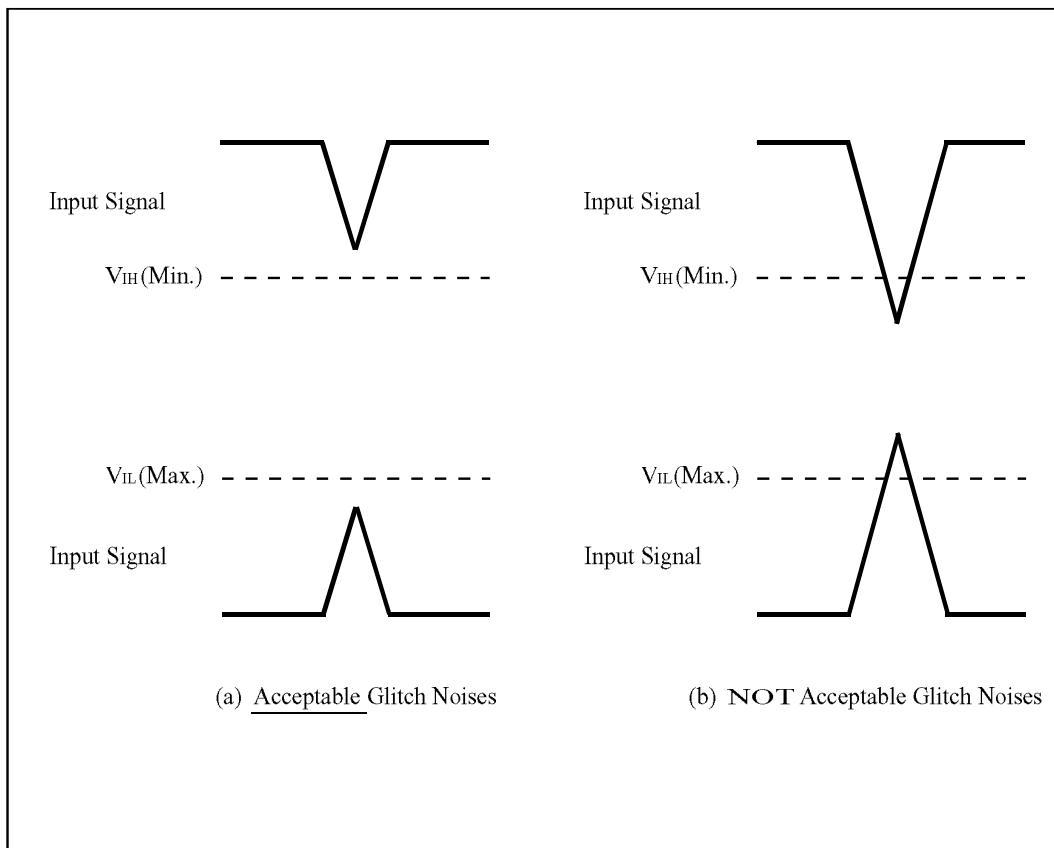 Input Signal
VIH(Min.)
VIL(Max.)
Input Signal
(a) Acceptable Glitch Noises
Input Signal
VIH(Min.)
VIL(Max.)
Input Signal
(b) NOT Acceptable Glitch Noises